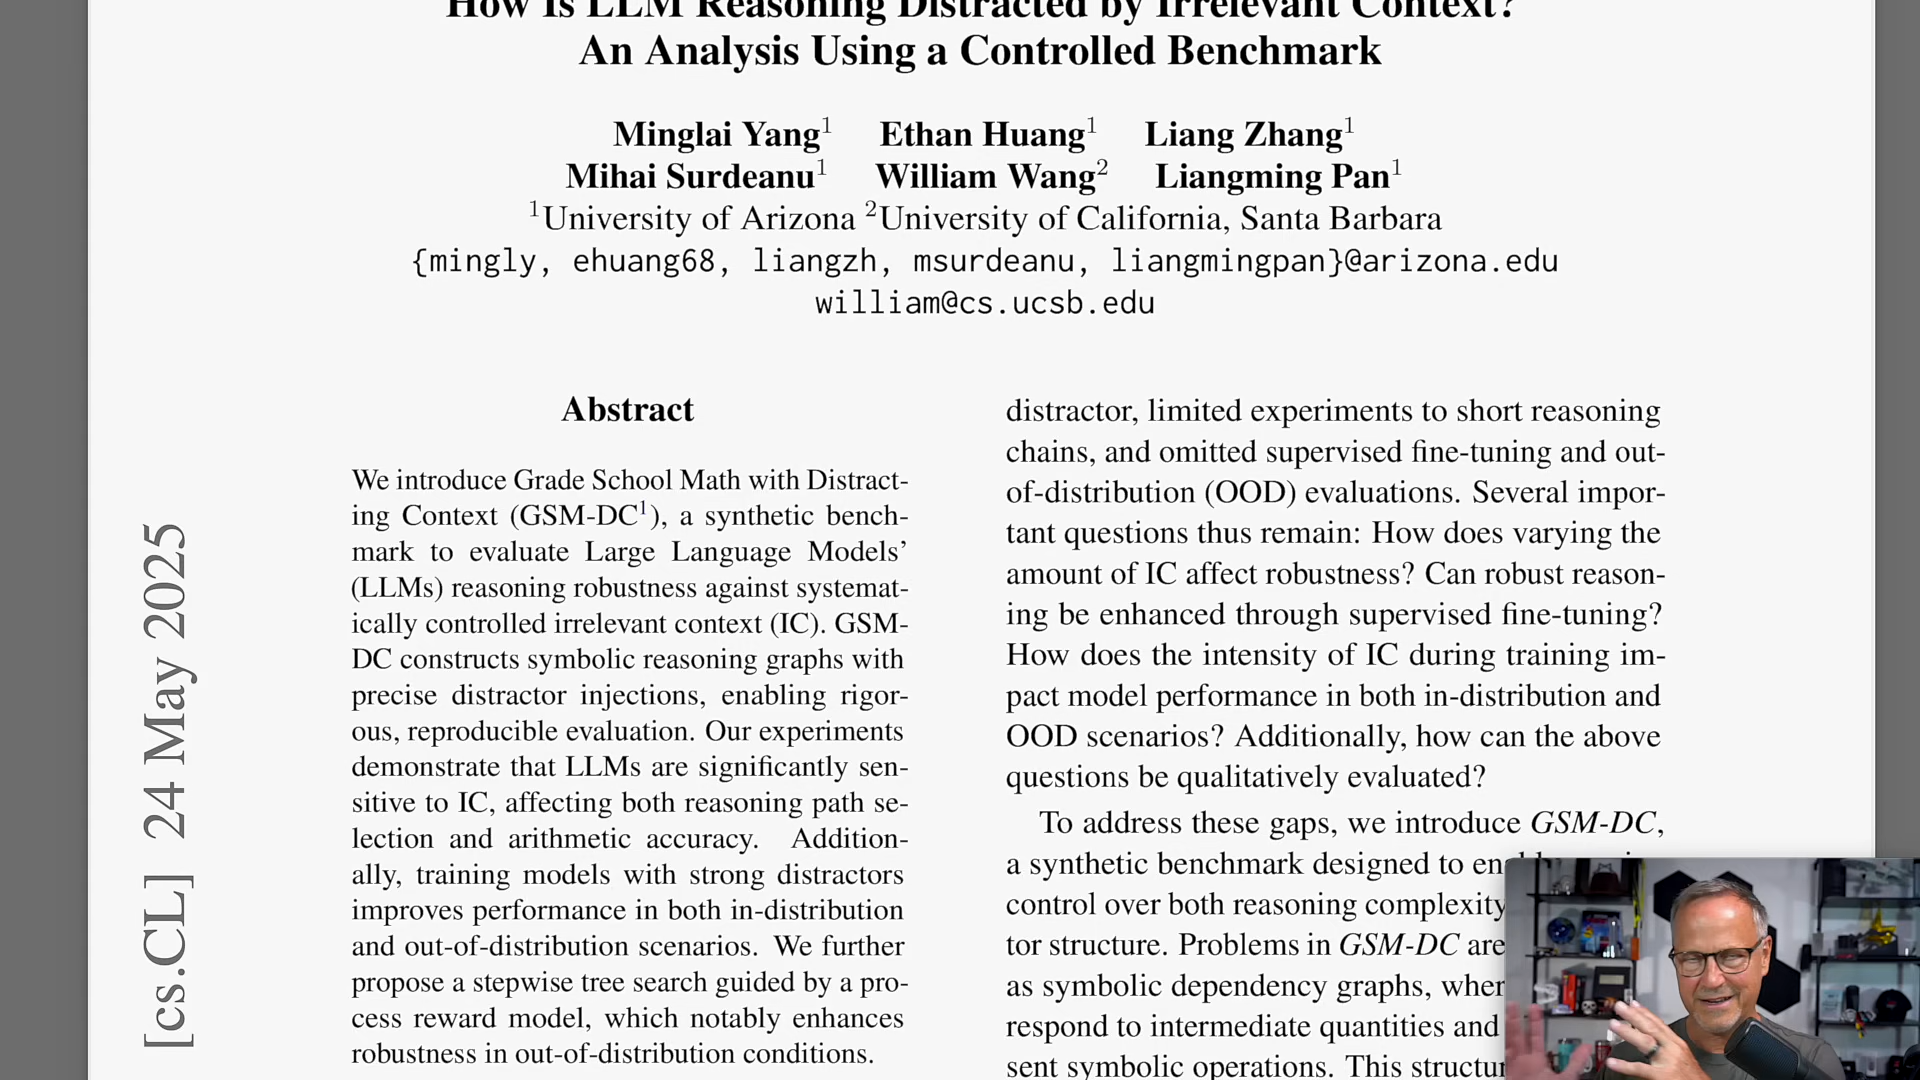 How Is LLM Reasoning Distracted by Irrelevant Context?
An Analysis Using a Controlled Benchmark
Minglai Yang1 Ethan Huang1 Liang Zhang1
Mihai Surdeanu1 William Wang2 Liangming Pan1
1University of Arizona 2University of California, Santa Barbara
{mingly, ehuang68, liangzh, msurdeanu, liangmingpan}@arizona.edu
william@cs.ucsb.edu
[cs.CL] 24 May 2025
Abstract
We introduce Grade School Math with Distract-
ing Context (GSM-DC1), a synthetic bench-
mark to evaluate Large Language Models’
(LLMs) reasoning robustness against systemat-
ically controlled irrelevant context (IC). GSM-
DC constructs symbolic reasoning graphs with
precise distractor injections, enabling rigor-
ous, reproducible evaluation. Our experiments
demonstrate that LLMs are significantly sen-
sitive to IC, affecting both reasoning path se-
lection and arithmetic accuracy. Addition-
ally, training models with strong distractors
improves performance in both in-distribution
and out-of-distribution scenarios. We further
propose a stepwise tree search guided by a pro-
cess reward model, which notably enhances
robustness in out-of-distribution conditions.
distractor, limited experiments to short reasoning
chains, and omitted supervised fine-tuning and out-
of-distribution (OOD) evaluations. Several impor-
tant questions thus remain: How does varying the
amount of IC affect robustness? Can robust reason-
ing be enhanced through supervised fine-tuning?
How does the intensity of IC during training im-
pact model performance in both in-distribution and
OOD scenarios? Additionally, how can the above
questions be qualitatively evaluated?
To address these gaps, we introduce GSM-DC,
a synthetic benchmark designed to
control over both reasoning complexity
tor structure. Problems in GSM-DC are
as symbolic dependency graphs,
respond to intermediate quantities and
sent symbolic operations. This